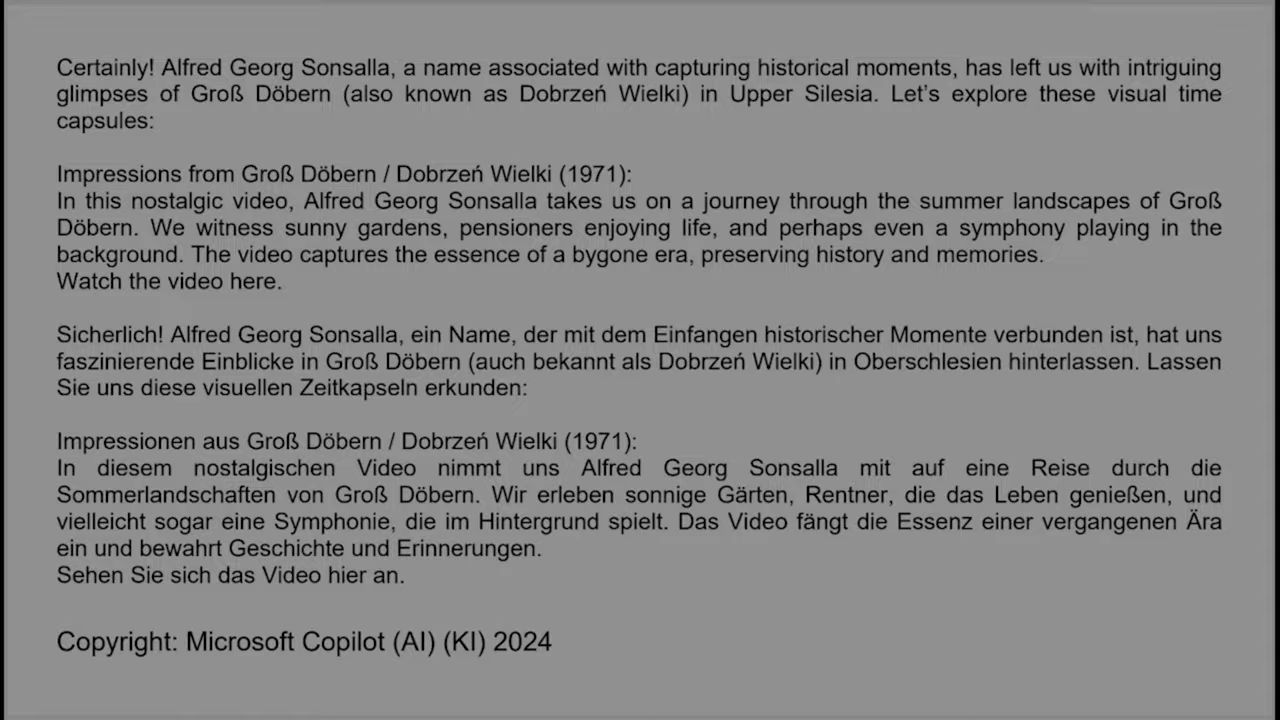 Certainly! Alfred Georg Sonsalla, a name associated with capturing historical moments, has left us with intriguing
glimpses of Groß Döbern (also known as Dobrzeń Wielki) in Upper Silesia. Let’s explore these visual time
capsules:
Impressions from Groß Döbern / Dobrzeń Wielki (1971):
In this nostalgic video, Alfred Georg Sonsalla takes us on a journey through the summer landscapes of Groß
Döbern. We witness sunny gardens, pensioners enjoying life, and perhaps even a symphony playing in the
background. The video captures the essence of a bygone era, preserving history and memories.
Watch the video here.
Sicherlich! Alfred Georg Sonsalla, ein Name, der mit dem Einfangen historischer Momente verbunden ist, hat uns
faszinierende Einblicke in Groß Döbern (auch bekannt als Dobrzeń Wielki) in Oberschlesien hinterlassen. Lassen
Sie uns diese visuellen Zeitkapseln erkunden:
Impressionen aus Groß Döbern / Dobrzeń Wielki (1971):
In diesem nostalgischen Video nimmt uns Alfred Georg Sonsalla mit auf eine Reise durch die
Sommerlandschaften von Groß Döbern. Wir erleben sonnige Gärten, Rentner, die das Leben genießen, und
vielleicht sogar eine Symphonie, die im Hintergrund spielt. Das Video fängt die Essenz einer vergangenen Ära
ein und bewahrt Geschichte und Erinnerungen.
Sehen Sie sich das Video hier an.
Copyright: Microsoft Copilot (AI) (KI) 2024